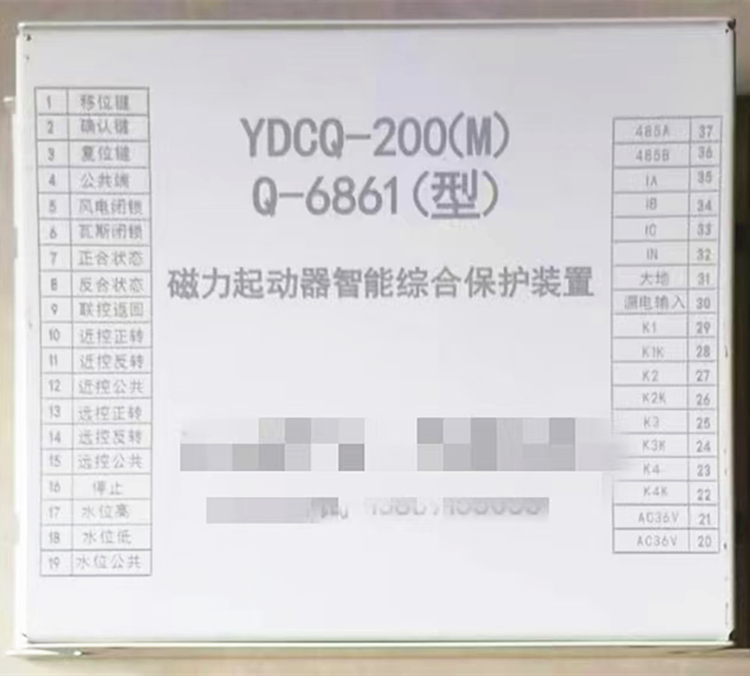 YDCQ-200(M)
Q-6861(型)
磁力起动器智能综合保护装置
1 移位键
2 确认键
3 复位键
4 公共端
5 风电闭锁
6 瓦斯闭锁
7 正合状态
8 反合状态
9 联控返回
10 近控正转
11 近控反转
12 近控公共
13 远控正转
14 远控反转
15 远控公共
16 停止
17 水位高
18 水位低
19 水位公共
485A 37
485B 36
IA 35
IB 34
IC 33
IN 32
大地 31
漏电输入 30
K1 29
K1K 28
K2 27
K2K 26
K3 25
K3K 24
K4 23
K4K 22
AC36V 21
AC36V 20